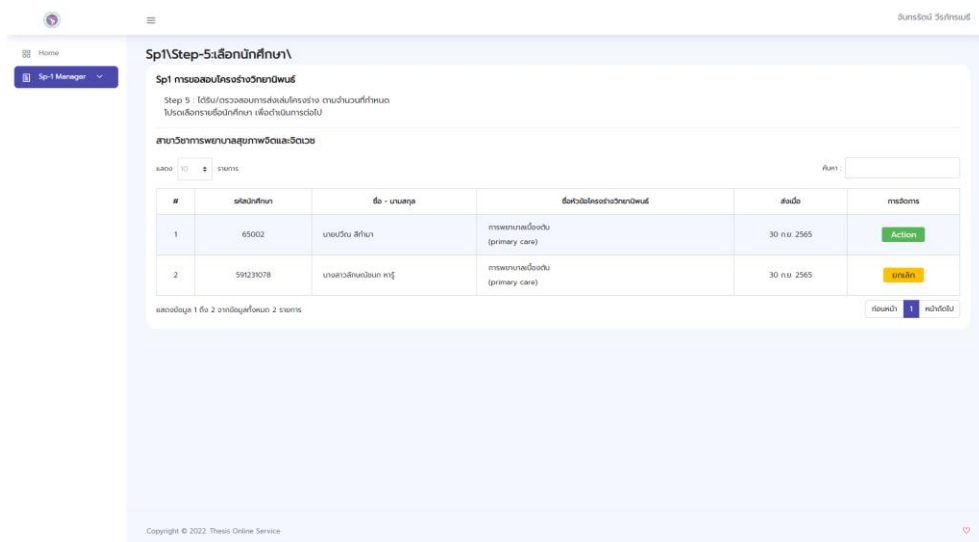 จันทรรัตน์ วีรภัทรเมธี
Home
Sp-1 Manager
Sp1\Step-5:เลือกนักศึกษา\
Sp1 การขอสอบโครงร่างวิทยานิพนธ์
Step 5 : ได้รับ/ตรวจสอบการส่งเล่มโครงร่าง ตามจำนวนที่กำหนด
โปรดเลือกรายชื่อนักศึกษา เพื่อดำเนินการต่อไป
สาขาวิชาการพยาบาลสุขภาพจิตและจิตเวช
แสดง 10 รายการ ค้นหา :
# รหัสนักศึกษา ชื่อ - นามสกุล ชื่อหัวข้อโครงร่างวิทยานิพนธ์ ส่งเมื่อ การจัดการ
1 65002 นายปวีณ สีทำมา การพยาบาลเบื้องต้น 30 ก.ย. 2565 Action
(primary care)
2 591231078 นางสาวลักษณ์ชนก หารู้ การพยาบาลเบื้องต้น 30 ก.ย. 2565 ยกเลิก
(primary care)
แสดงข้อมูล 1 ถึง 2 จากข้อมูลทั้งหมด 2 รายการ ก่อนหน้า 1 หน้าถัดไป
Copyright © 2022. Thesis Online Service